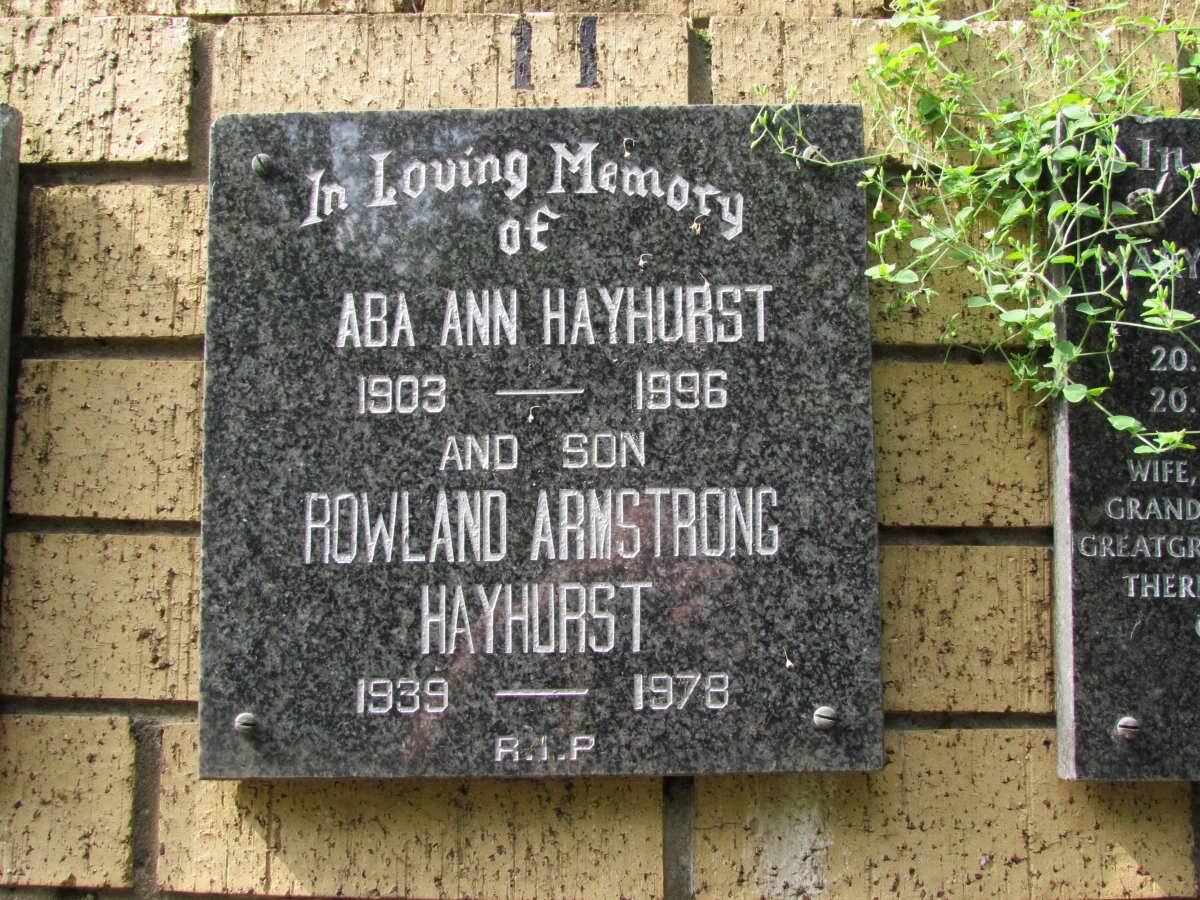 11
In Loving Memory
of
ABA ANN HAYHURST
1903 — 1996
AND SON
ROWLAND ARMSTRONG
HAYHURST
1939 — 1978
R.I.P
In
20.
20.
WIFE,
GRAND
GREATGR
THER